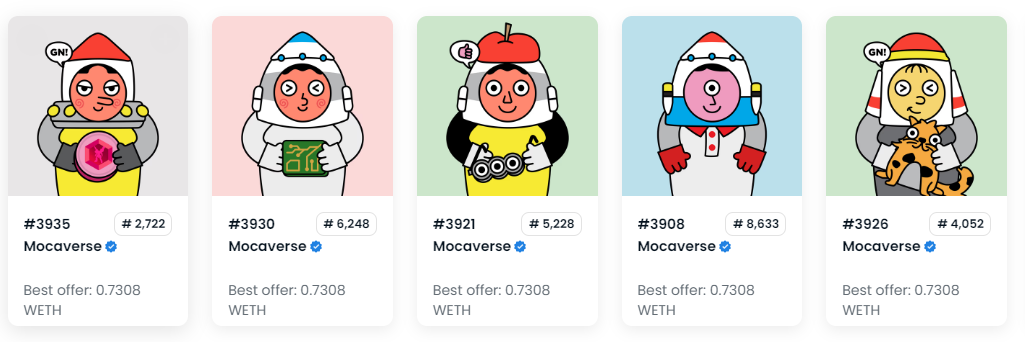 GN!
#3935
# 2,722
Mocaverse
Best offer: 0.7308
WETH
#3930
# 6,248
Mocaverse
Best offer: 0.7308
WETH
#3921
# 5,228
Mocaverse
Best offer: 0.7308
WETH
#3908
# 8,633
Mocaverse
Best offer: 0.7308
WETH
GN!
#3926
# 4,052
Mocaverse
Best offer: 0.7308
WETH